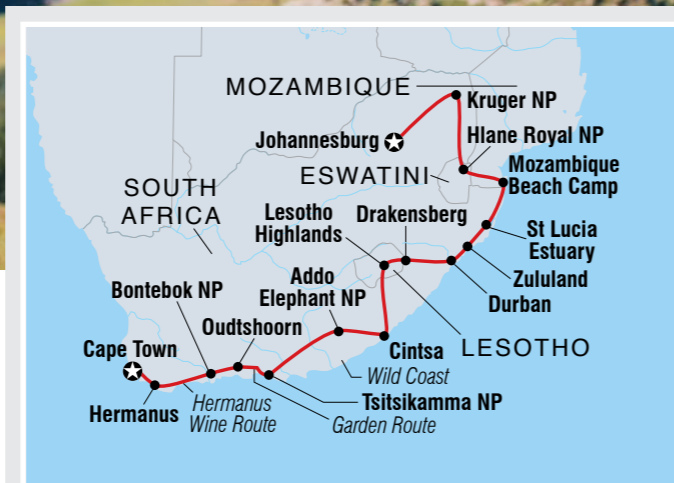 MOZAMBIQUE
Kruger NP
Johannesburg
Hlane Royal NP
ESWATINI
Mozambique
Beach Camp
SOUTH
AFRICA
Lesotho
Highlands
Drakensberg
St Lucia
Estuary
Addo
Elephant NP
Zululand
Bontebok NP
Durban
Oudtshoorn
Cape Town
Cintsa
LESOTHO
Wild Coast
Hermanus
Hermanus
Wine Route
Tsitsikamma NP
Garden Route